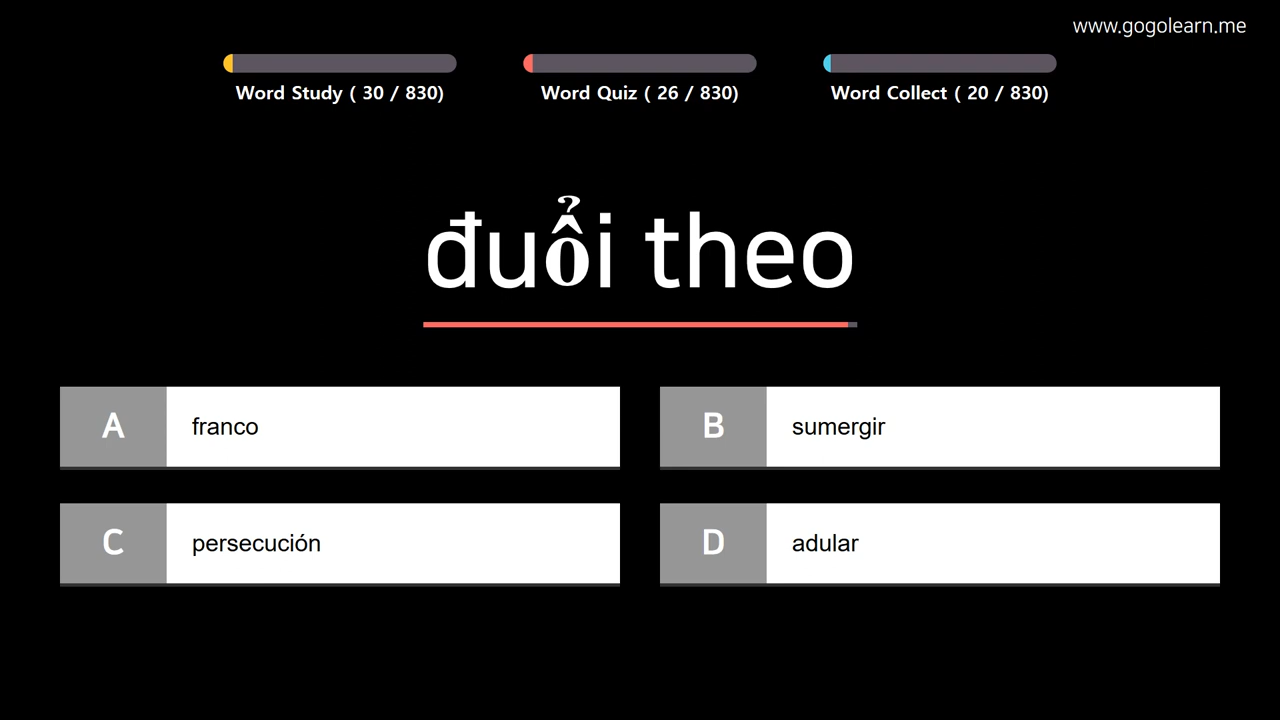 www.gogolearn.me
Word Study ( 30 / 830)
Word Quiz ( 26 / 830)
Word Collect ( 20 / 830)
đuổi theo
A franco
B sumergir
C persecución
D adular